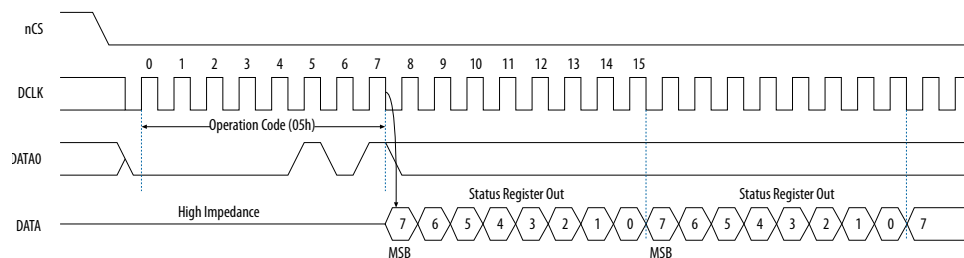 nCS
0 1 2 3 4 5 6 7 8 9 10 11 12 13 14 15
DCLK
Operation Code (05h)
DATA0
Status Register Out Status Register Out
High Impedance
DATA 7 6 5 4 3 2 1 0 7 6 5 4 3 2 1 0 7
MSB MSB